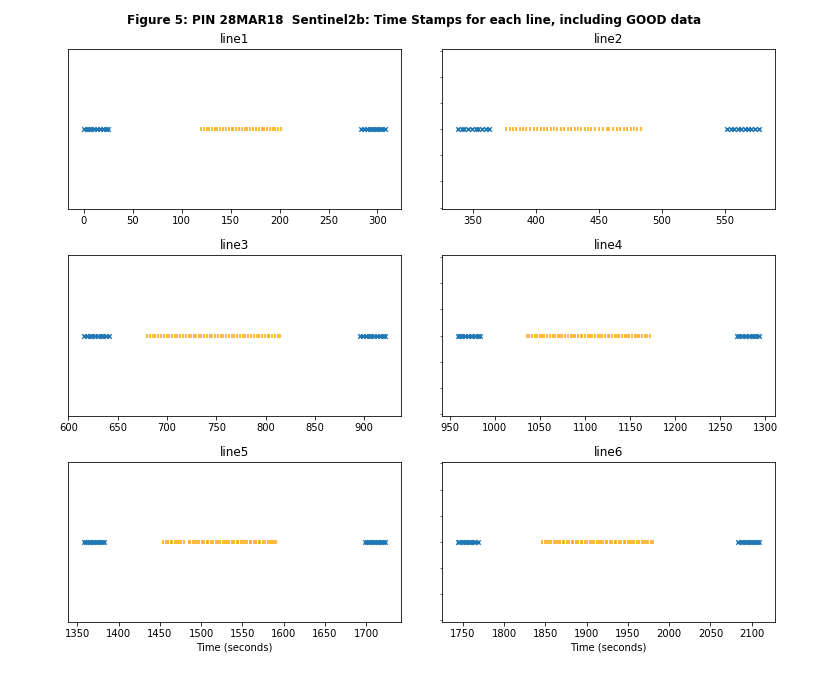 Figure 5: PIN 28MAR18  Sentinel2b: Time Stamps for each line, including GOOD data
line1
line2
0 50 100 150 200 250 300
350 400 450 500 550
line3
line4
600 650 700 750 800 850 900
950 1000 1050 1100 1150 1200 1250 1300
line5
line6
1350 1400 1450 1500 1550 1600 1650 1700
1750 1800 1850 1900 1950 2000 2050 2100
Time (seconds)
Time (seconds)